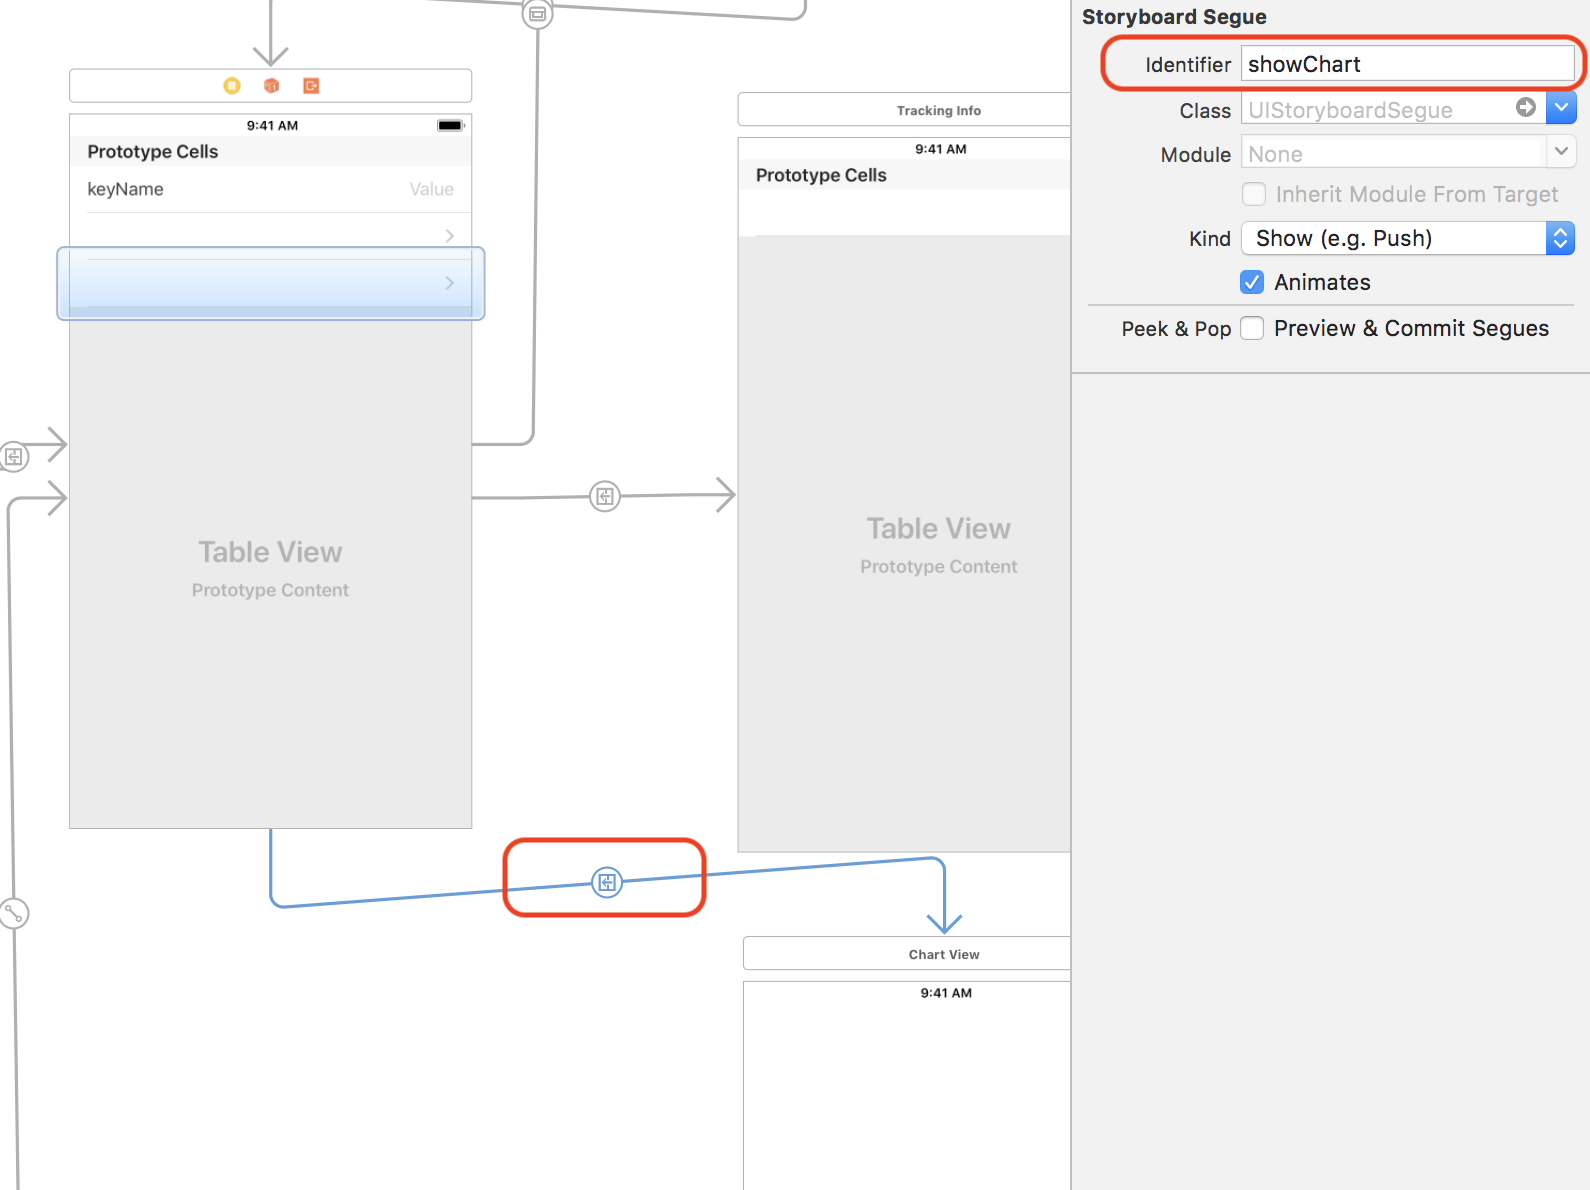 9:41 AM
Prototype Cells
keyName Value
Table View
Prototype Content
Tracking Info
9:41 AM
Prototype Cells
Table View
Prototype Content
Chart View
9:41 AM
Storyboard Segue
Identifier showChart
Class UIStoryboardSegue
Module None
Inherit Module From Target
Kind Show (e.g. Push)
Animates
Peek & Pop Preview & Commit Segues